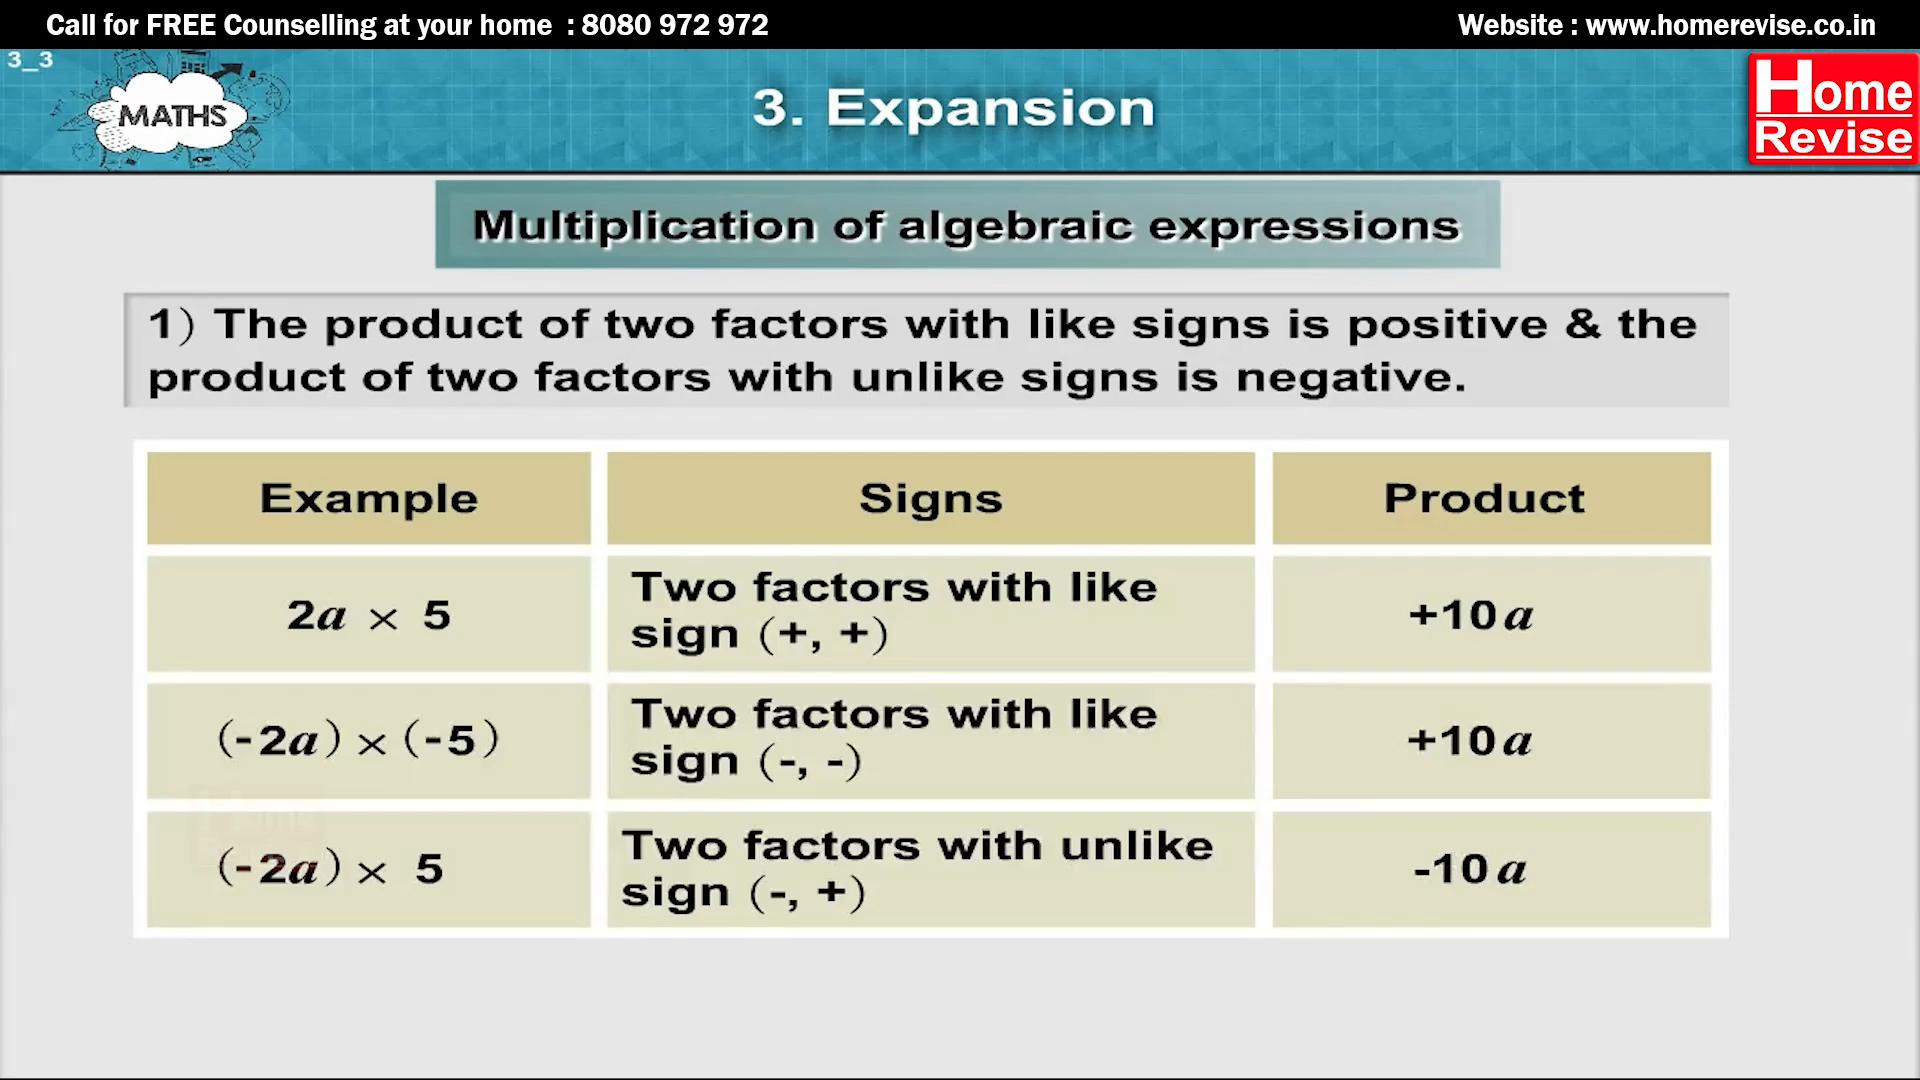 Call for FREE Counselling at your home : 8080 972 972
Website : www.homerevise.co.in
3_3
MATHS
3. Expansion
Home
Revise
Multiplication of algebraic expressions
1) The product of two factors with like signs is positive & the
product of two factors with unlike signs is negative.
Example
Signs
Product
2a × 5
Two factors with like
sign (+, +)
+10a
(-2a) × (-5)
Two factors with like
sign (-, -)
+10a
(-2a) × 5
Two factors with unlike
sign (-, +)
-10a